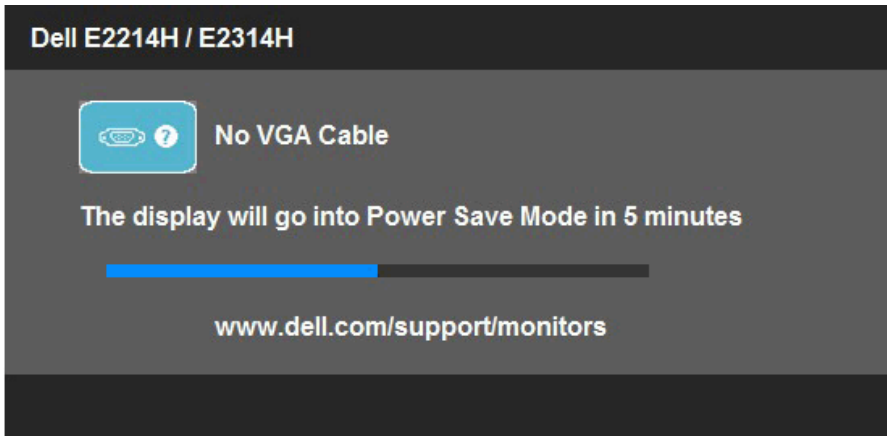 Dell E2214H / E2314H
?
No VGA Cable
The display will go into Power Save Mode in 5 minutes
www.dell.com/support/monitors